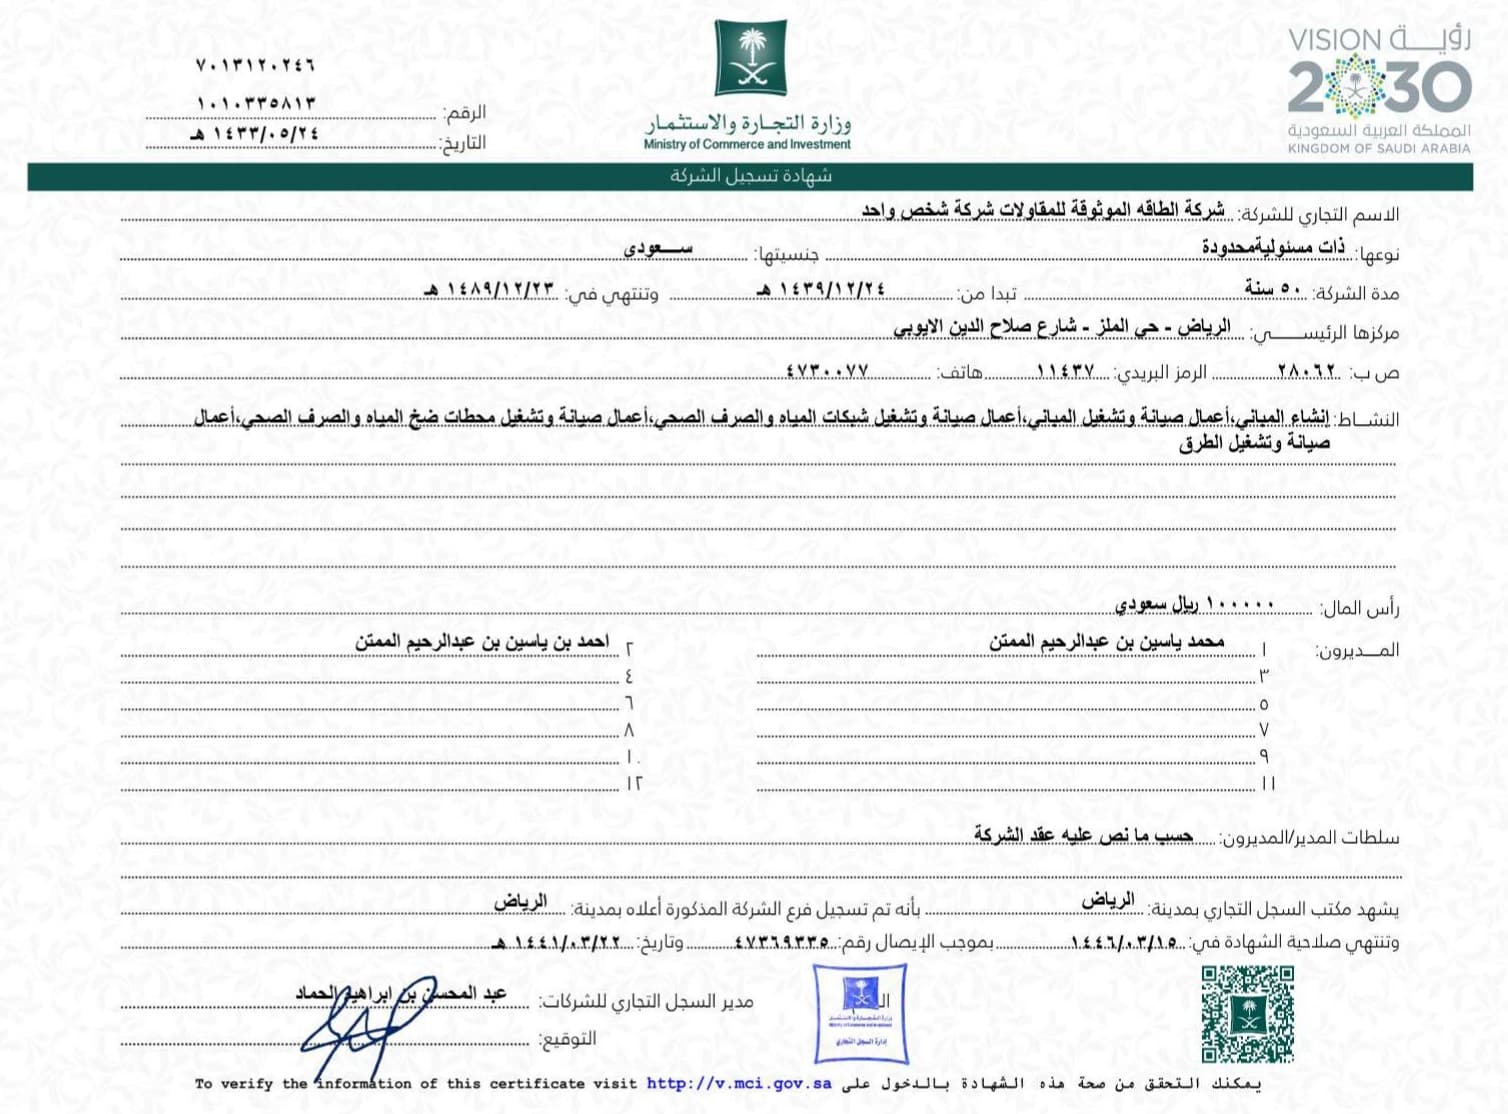 ٧٠١٣١٢٠٢٤٦
الرقم: ١٠١٠٣٣٥٨١٣
التاريخ: ١٤٣٣/٠٥/٢٤ هـ
وزارة التجارة والاستثمار
Ministry of Commerce and Investment
VISION رؤية
2030
المملكة العربية السعودية
KINGDOM OF SAUDI ARABIA
شهادة تسجيل الشركة
الاسم التجاري للشركة: شركة الطاقه الموثوقة للمقاولات شركة شخص واحد
نوعها: ذات مسئوليةمحدودة جنسيتها: سعودي
مدة الشركة: ٥٠ سنة تبدا من: ١٤٣٩/١٢/٢٤ هـ وتنتهي في: ١٤٨٩/١٢/٢٣ هـ
مركزها الرئيسي: الرياض - حي الملز - شارع صلاح الدين الايوبي
ص ب: ٢٨٠٦٢ الرمز البريدي: ١١٤٣٧ هاتف: ٤٧٣٠٠٧٧
النشاط: إنشاء المباني،أعمال صيانة وتشغيل المباني،أعمال صيانة وتشغيل شبكات المياه والصرف الصحي،أعمال صيانة وتشغيل محطات ضخ المياه والصرف الصحي،أعمال
صيانة وتشغيل الطرق
رأس المال: ١٠٠٠٠٠ ريال سعودي
المديرون: ١ محمد ياسين بن عبدالرحيم الممتن ٢ احمد بن ياسين بن عبدالرحيم الممتن
٣ ٤
٥ ٦
٧ ٨
٩ ١٠
١١ ١٢
سلطات المدير/المديرون: حسب ما نص عليه عقد الشركة
يشهد مكتب السجل التجاري بمدينة: الرياض بأنه تم تسجيل فرع الشركة المذكورة أعلاه بمدينة: الرياض
وتنتهي صلاحية الشهادة في: ١٤٤٦/٠٣/١٥ بموجب الإيصال رقم: ٤٧٣٦٩٣٣٥ وتاريخ: ١٤٤١/٠٣/٢٢ هـ
مدير السجل التجاري للشركات: عبد المحسن بن ابراهيم الحماد
التوقيع:
وزارة التجارة والاستثمار
Ministry of Commerce and Investment
إدارة السجل التجاري
يمكنك التحقق من صحة هذه الشهادة بالدخول على To verify the information of this certificate visit http://v.mci.gov.sa